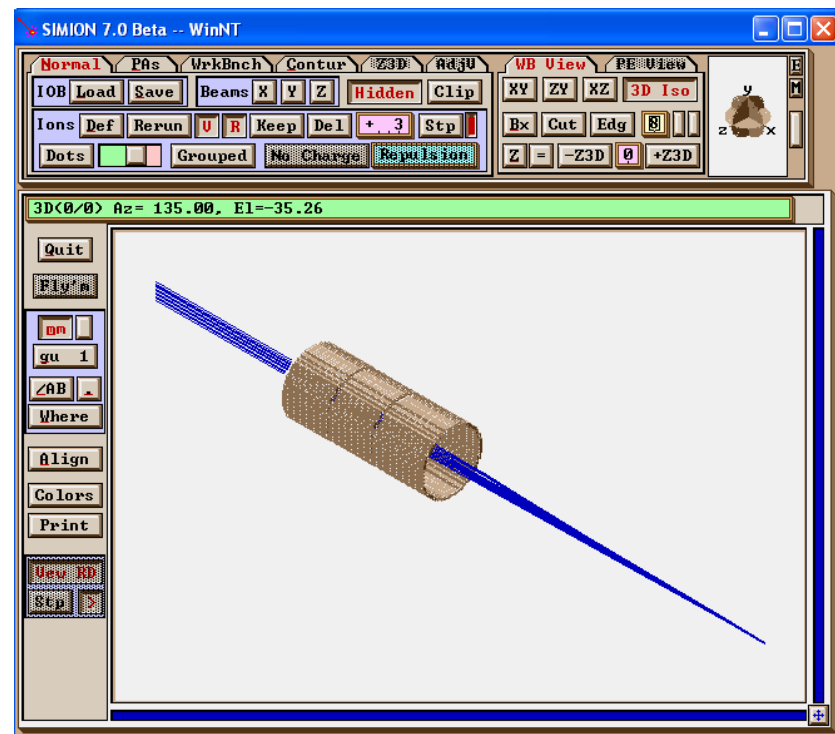 SIMION 7.0 Beta -- WinNT
Normal PAs WrkBnch Contur Z3D AdjV WB View PE View E
IOB Load Save Beams X Y Z Hidden Clip XY ZY XZ 3D Iso M
Ions Def Rerun V R Keep Del + 3 Stp Bx Cut Edg 8
Dots Grouped No Charge Repulsion Z = -Z3D 0 +Z3D
y
z x
3D(0/0) Az= 135.00, El=-35.26
Quit
Fly'm
mm
gu 1
∠AB .
Where
Align
Colors
Print
Vew RD
Stp >